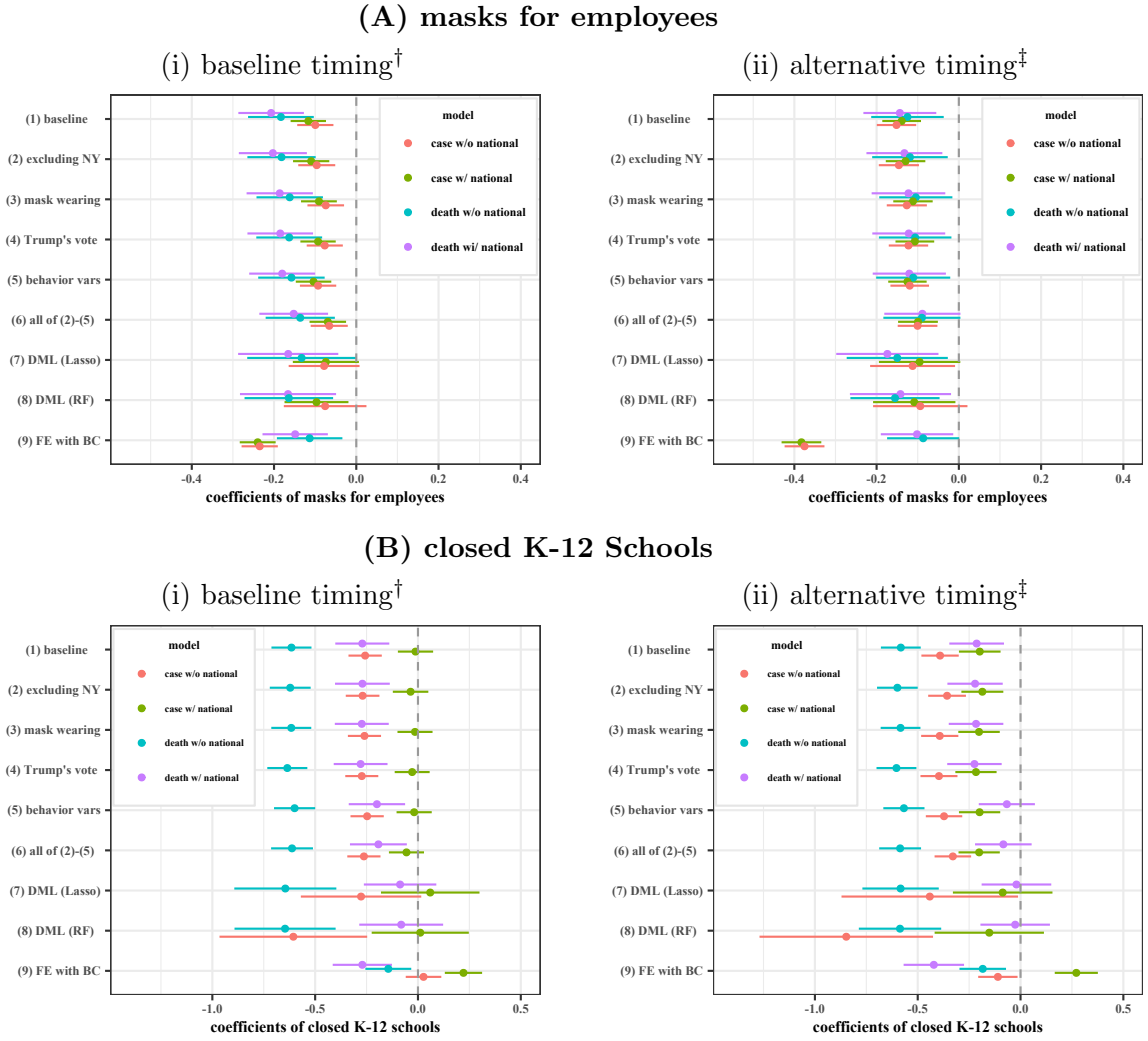 (A) masks for employees
(i) baseline timing†
(1) baseline
(2) excluding NY
(3) mask wearing
(4) Trump's vote
(5) behavior vars
(6) all of (2)-(5)
(7) DML (Lasso)
(8) DML (RF)
(9) FE with BC
model
case w/o national
case w/ national
death w/o national
death wi/ national
-0.4 -0.2 0.0 0.2 0.4
coefficients of masks for employees
(ii) alternative timing‡
(1) baseline
(2) excluding NY
(3) mask wearing
(4) Trump's vote
(5) behavior vars
(6) all of (2)-(5)
(7) DML (Lasso)
(8) DML (RF)
(9) FE with BC
model
case w/o national
case w/ national
death w/o national
death wi/ national
-0.4 -0.2 0.0 0.2 0.4
coefficients of masks for employees
(B) closed K-12 Schools
(i) baseline timing†
(1) baseline
(2) excluding NY
(3) mask wearing
(4) Trump's vote
(5) behavior vars
(6) all of (2)-(5)
(7) DML (Lasso)
(8) DML (RF)
(9) FE with BC
model
case w/o national
case w/ national
death w/o national
death w/ national
-1.0 -0.5 0.0 0.5
coefficients of closed K-12 schools
(ii) alternative timing‡
(1) baseline
(2) excluding NY
(3) mask wearing
(4) Trump's vote
(5) behavior vars
(6) all of (2)-(5)
(7) DML (Lasso)
(8) DML (RF)
(9) FE with BC
model
case w/o national
case w/ national
death w/o national
death w/ national
-1.0 -0.5 0.0 0.5
coefficients of closed K-12 schools